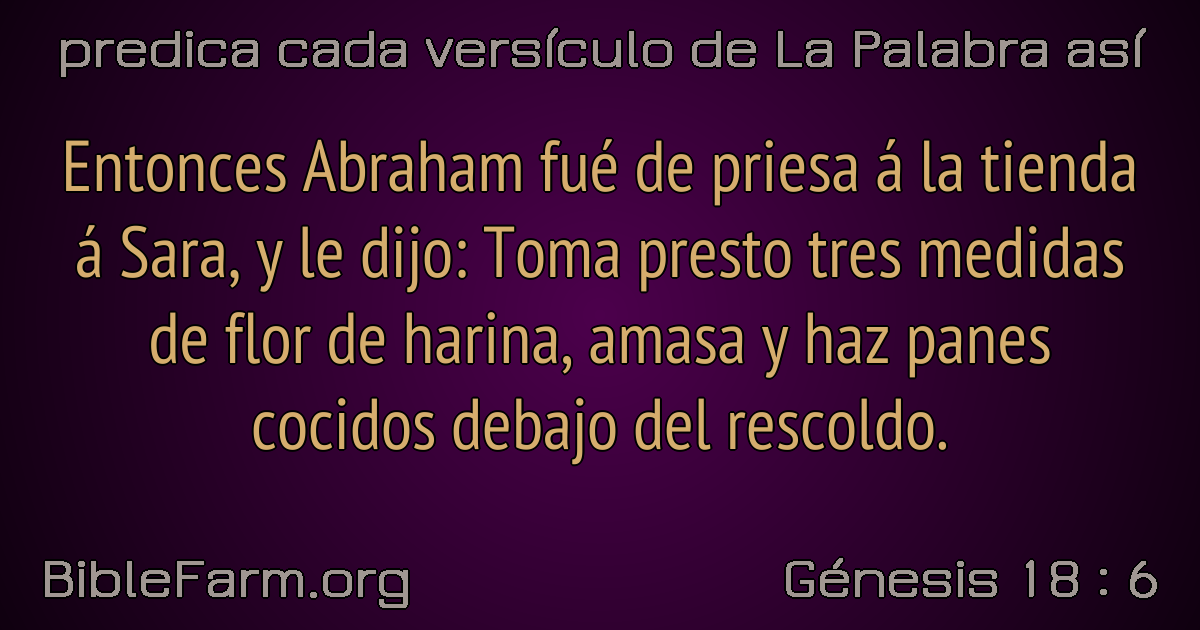 predica cada versículo de La Palabra así
Entonces Abraham fué de priesa á la tienda
á Sara, y le dijo: Toma presto tres medidas
de flor de harina, amasa y haz panes
cocidos debajo del rescoldo.
BibleFarm.org
Génesis 18 : 6